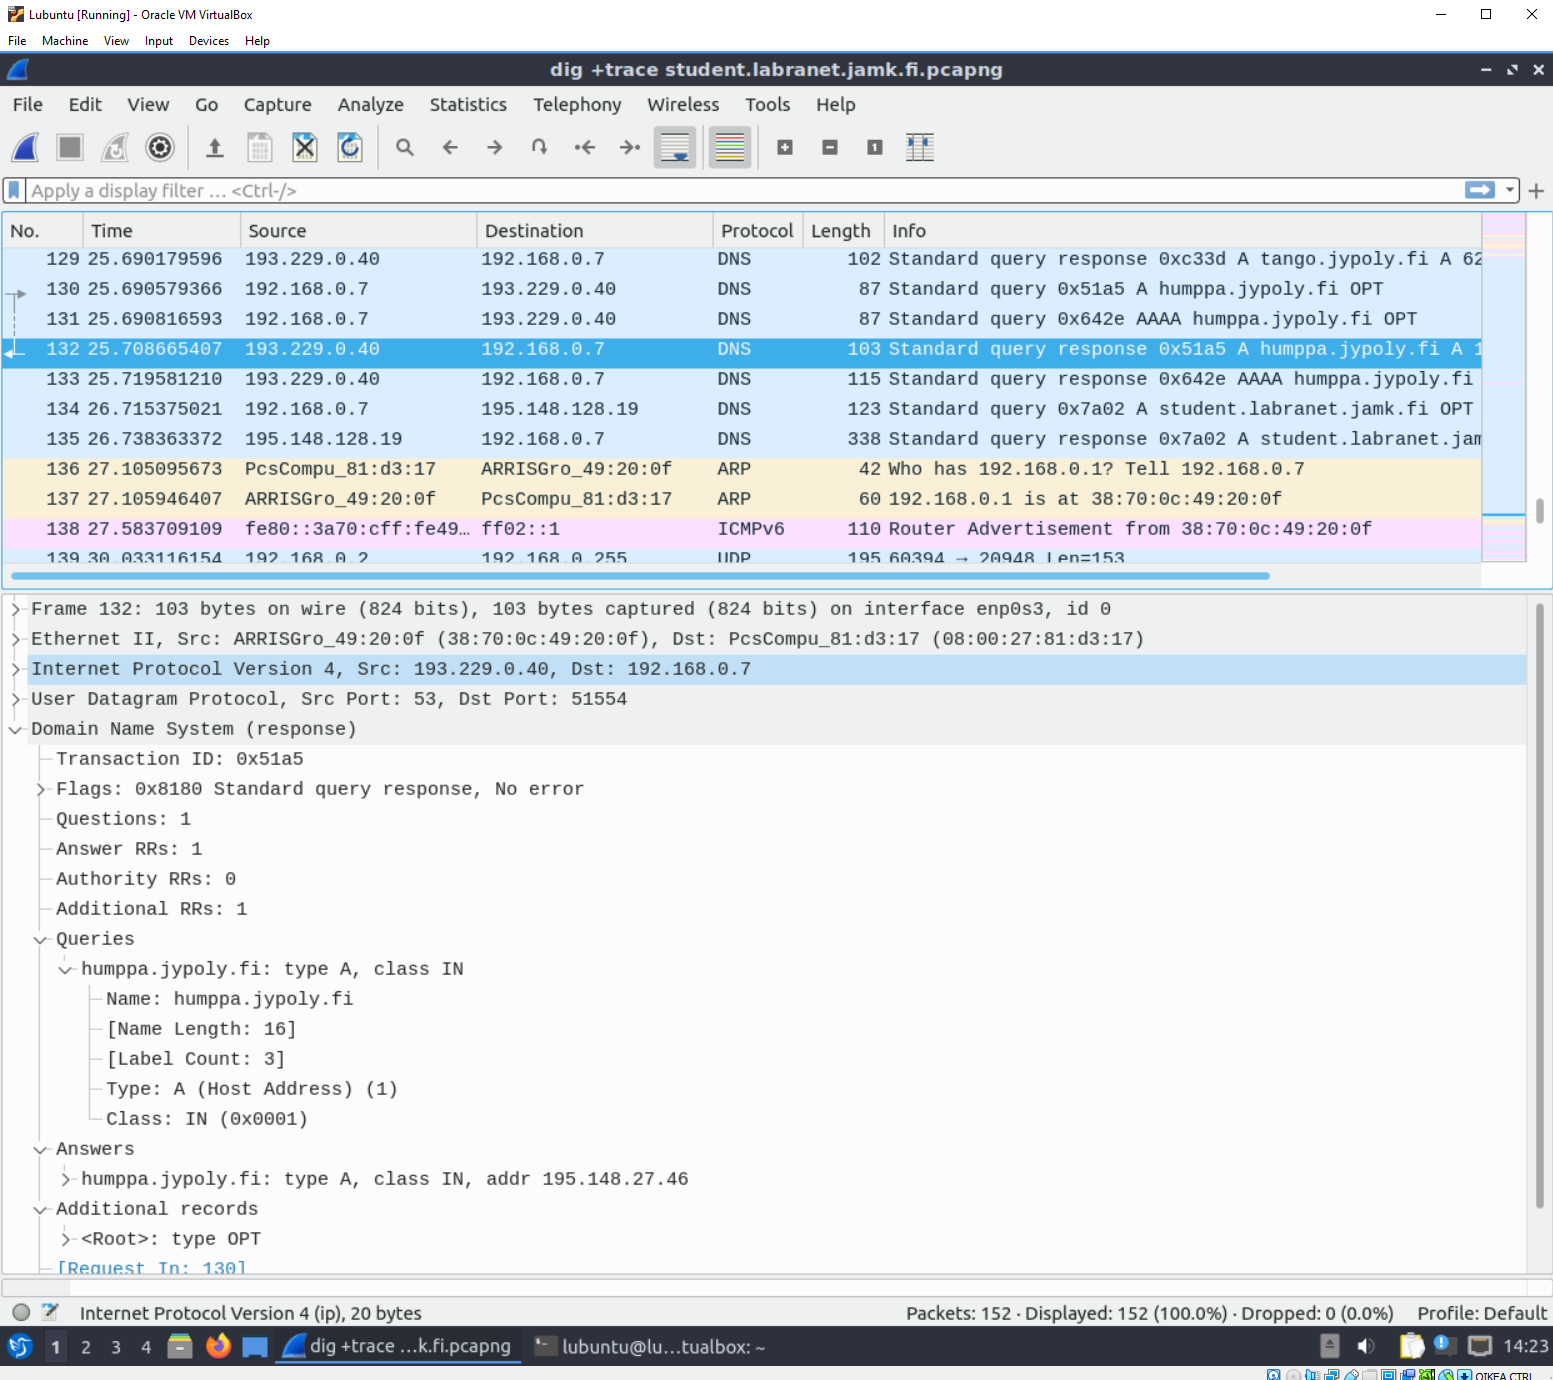 Lubuntu [Running] - Oracle VM VirtualBox
File Machine View Input Devices Help
dig +trace student.labranet.jamk.fi.pcapng
File Edit View Go Capture Analyze Statistics Telephony Wireless Tools Help
Apply a display filter … <Ctrl-/>
No. Time Source Destination Protocol Length Info
129 25.690179596 193.229.0.40 192.168.0.7 DNS 102 Standard query response 0xc33d A tango.jypoly.fi A 62
130 25.690579366 192.168.0.7 193.229.0.40 DNS 87 Standard query 0x51a5 A humppa.jypoly.fi OPT
131 25.690816593 192.168.0.7 193.229.0.40 DNS 87 Standard query 0x642e AAAA humppa.jypoly.fi OPT
132 25.708665407 193.229.0.40 192.168.0.7 DNS 103 Standard query response 0x51a5 A humppa.jypoly.fi A 1
133 25.719581210 193.229.0.40 192.168.0.7 DNS 115 Standard query response 0x642e AAAA humppa.jypoly.fi
134 26.715375021 192.168.0.7 195.148.128.19 DNS 123 Standard query 0x7a02 A student.labranet.jamk.fi OPT
135 26.738363372 195.148.128.19 192.168.0.7 DNS 338 Standard query response 0x7a02 A student.labranet.jam
136 27.105095673 PcsCompu_81:d3:17 ARRISGro_49:20:0f ARP 42 Who has 192.168.0.1? Tell 192.168.0.7
137 27.105946407 ARRISGro_49:20:0f PcsCompu_81:d3:17 ARP 60 192.168.0.1 is at 38:70:0c:49:20:0f
138 27.583709109 fe80::3a70:cff:fe49… ff02::1 ICMPv6 110 Router Advertisement from 38:70:0c:49:20:0f
139 30.033116154 192.168.0.2 192.168.0.255 UDP 195 60394 → 20948 Len=153
Frame 132: 103 bytes on wire (824 bits), 103 bytes captured (824 bits) on interface enp0s3, id 0
Ethernet II, Src: ARRISGro_49:20:0f (38:70:0c:49:20:0f), Dst: PcsCompu_81:d3:17 (08:00:27:81:d3:17)
Internet Protocol Version 4, Src: 193.229.0.40, Dst: 192.168.0.7
User Datagram Protocol, Src Port: 53, Dst Port: 51554
Domain Name System (response)
Transaction ID: 0x51a5
Flags: 0x8180 Standard query response, No error
Questions: 1
Answer RRs: 1
Authority RRs: 0
Additional RRs: 1
Queries
humppa.jypoly.fi: type A, class IN
Name: humppa.jypoly.fi
[Name Length: 16]
[Label Count: 3]
Type: A (Host Address) (1)
Class: IN (0x0001)
Answers
humppa.jypoly.fi: type A, class IN, addr 195.148.27.46
Additional records
<Root>: type OPT
[Request In: 130]
Internet Protocol Version 4 (ip), 20 bytes Packets: 152 · Displayed: 152 (100.0%) · Dropped: 0 (0.0%) Profile: Default
1 2 3 4 dig +trace …k.fi.pcapng lubuntu@lu…tualbox: ~ 14:23
OIKEA CTRL